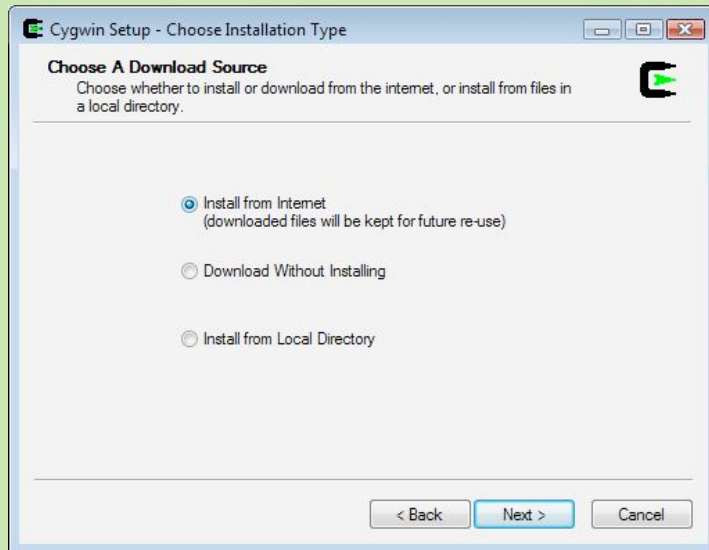 Cygwin Setup - Choose Installation Type
Choose A Download Source
Choose whether to install or download from the internet, or install from files in
a local directory.
Install from Internet
(downloaded files will be kept for future re-use)
Download Without Installing
Install from Local Directory
< Back
Next >
Cancel